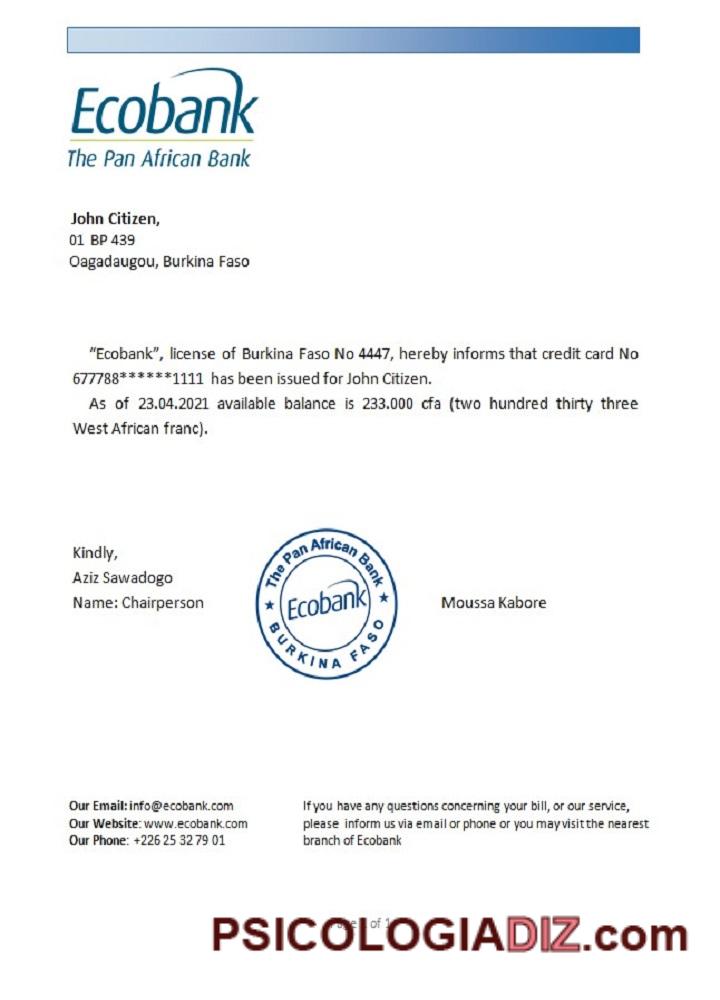 Ecobank
The Pan African Bank
John Citizen,
01 BP 439
Oagadaugou, Burkina Faso
“Ecobank”, license of Burkina Faso No 4447, hereby informs that credit card No
677788******1111 has been issued for John Citizen.
As of 23.04.2021 available balance is 233.000 cfa (two hundred thirty three
West African franc).
Kindly,
Aziz Sawadogo
Name: Chairperson
The Pan African Bank
Ecobank
BURKINA FASO
Moussa Kabore
Our Email: info@ecobank.com
Our Website: www.ecobank.com
Our Phone: +226 25 32 79 01
If you have any questions concerning your bill, or our service,
please inform us via email or phone or you may visit the nearest
branch of Ecobank
of 1
PSICOLOGIADIZ.com